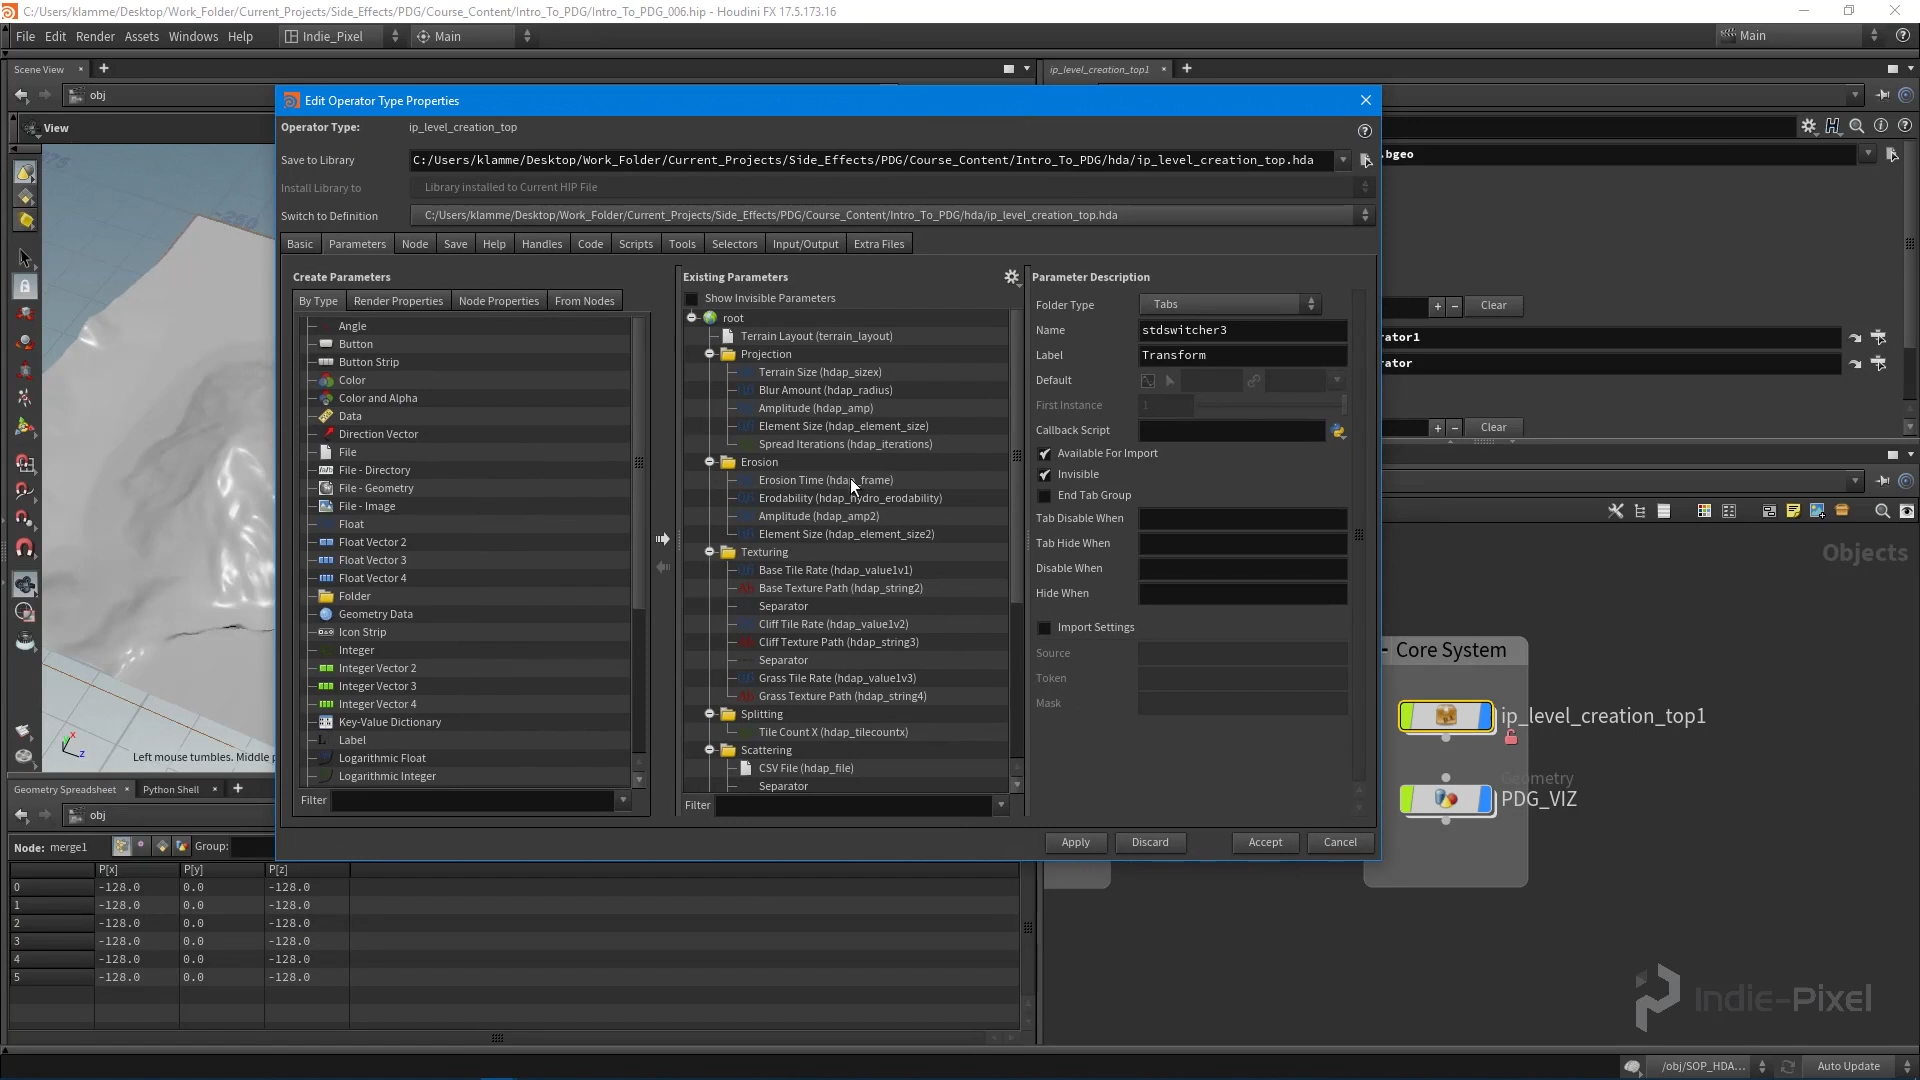 C:/Users/klamme/Desktop/Work_Folder/Current_Projects/Side_Effects/PDG/Course_Content/Intro_To_PDG/Intro_To_PDG_006.hip - Houdini FX 17.5.173.16
File Edit Render Assets Windows Help Indie_Pixel Main Main
Scene View ip_level_creation_top1
obj
View
Edit Operator Type Properties
Operator Type: ip_level_creation_top
Save to Library C:/Users/klamme/Desktop/Work_Folder/Current_Projects/Side_Effects/PDG/Course_Content/Intro_To_PDG/hda/ip_level_creation_top.hda
.bgeo
Install Library to Library installed to Current HIP File
Switch to Definition C:/Users/klamme/Desktop/Work_Folder/Current_Projects/Side_Effects/PDG/Course_Content/Intro_To_PDG/hda/ip_level_creation_top.hda
Basic Parameters Node Save Help Handles Code Scripts Tools Selectors Input/Output Extra Files
Create Parameters
By Type Render Properties Node Properties From Nodes
Angle
Button
Button Strip
Color
Color and Alpha
Data
Direction Vector
File
File - Directory
File - Geometry
File - Image
Float
Float Vector 2
Float Vector 3
Float Vector 4
Folder
Geometry Data
Icon Strip
Integer
Integer Vector 2
Integer Vector 3
Integer Vector 4
Key-Value Dictionary
Label
Logarithmic Float
Logarithmic Integer
Filter
Existing Parameters
Show Invisible Parameters
root
Terrain Layout (terrain_layout)
Projection
Terrain Size (hdap_sizex)
Blur Amount (hdap_radius)
Amplitude (hdap_amp)
Element Size (hdap_element_size)
Spread Iterations (hdap_iterations)
Erosion
Erosion Time (hdap_frame)
Erodability (hdap_hydro_erodability)
Amplitude (hdap_amp2)
Element Size (hdap_element_size2)
Texturing
Base Tile Rate (hdap_value1v1)
Base Texture Path (hdap_string2)
Separator
Cliff Tile Rate (hdap_value1v2)
Cliff Texture Path (hdap_string3)
Separator
Grass Tile Rate (hdap_value1v3)
Grass Texture Path (hdap_string4)
Splitting
Tile Count X (hdap_tilecountx)
Scattering
CSV File (hdap_file)
Separator
Filter
Parameter Description
Folder Type Tabs
Name stdswitcher3
Label Transform
Default
First Instance 1
Callback Script
Available For Import
Invisible
End Tab Group
Tab Disable When
Tab Hide When
Disable When
Hide When
Import Settings
Source
Token
Mask
Apply Discard Accept Cancel
Clear
rator1
rator
Clear
Objects
Core System
ip_level_creation_top1
Geometry
PDG_VIZ
Left mouse tumbles. Middle p
Geometry Spreadsheet Python Shell
obj
Node: merge1 Group:
P[x] P[y] P[z]
0 -128.0 0.0 -128.0
1 -128.0 0.0 -128.0
2 -128.0 0.0 -128.0
3 -128.0 0.0 -128.0
4 -128.0 0.0 -128.0
5 -128.0 0.0 -128.0
Indie-Pixel
/obj/SOP_HDA... Auto Update